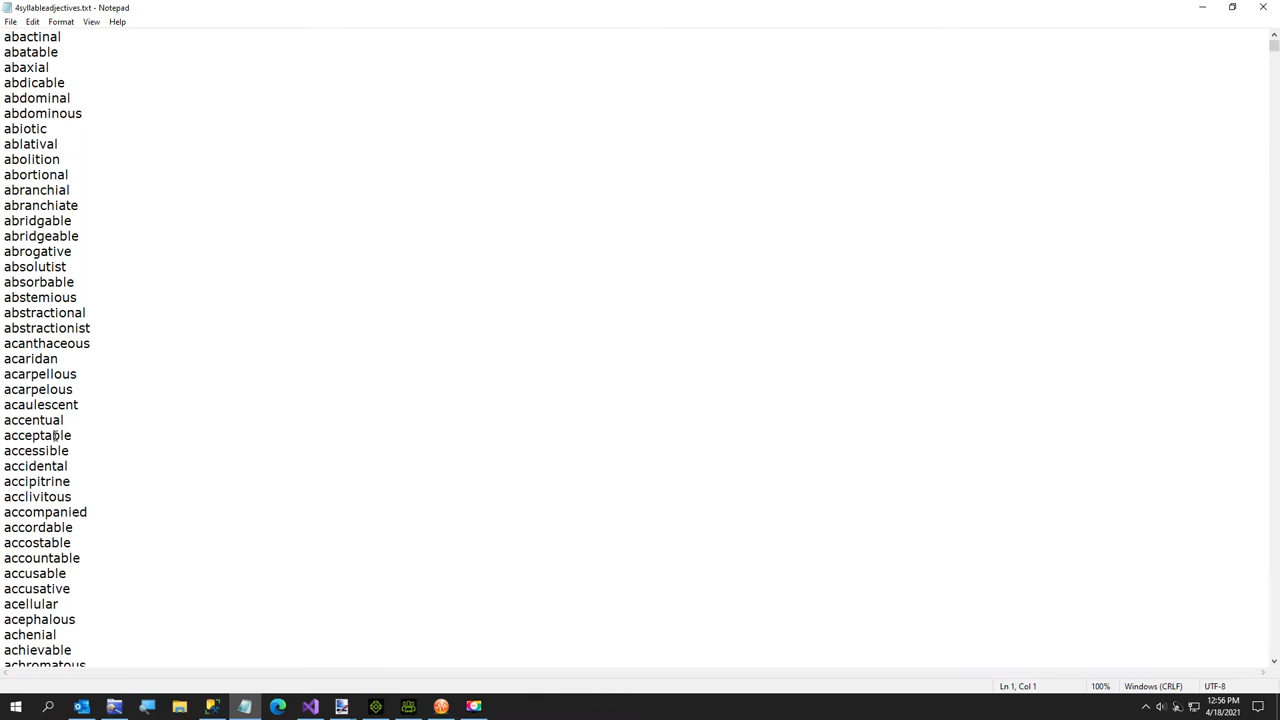 4syllableadjectives.txt - Notepad
File Edit Format View Help
abactinal
abatable
abaxial
abdicable
abdominal
abdominous
abiotic
ablatival
abolition
abortional
abranchial
abranchiate
abridgable
abridgeable
abrogative
absolutist
absorbable
abstemious
abstractional
abstractionist
acanthaceous
acaridan
acarpellous
acarpelous
acaulescent
accentual
acceptable
accessible
accidental
accipitrine
acclivitous
accompanied
accordable
accostable
accountable
accusable
accusative
acellular
acephalous
achenial
achievable
achromatous
Ln 1, Col 1 100% Windows (CRLF) UTF-8
12:56 PM
4/18/2021